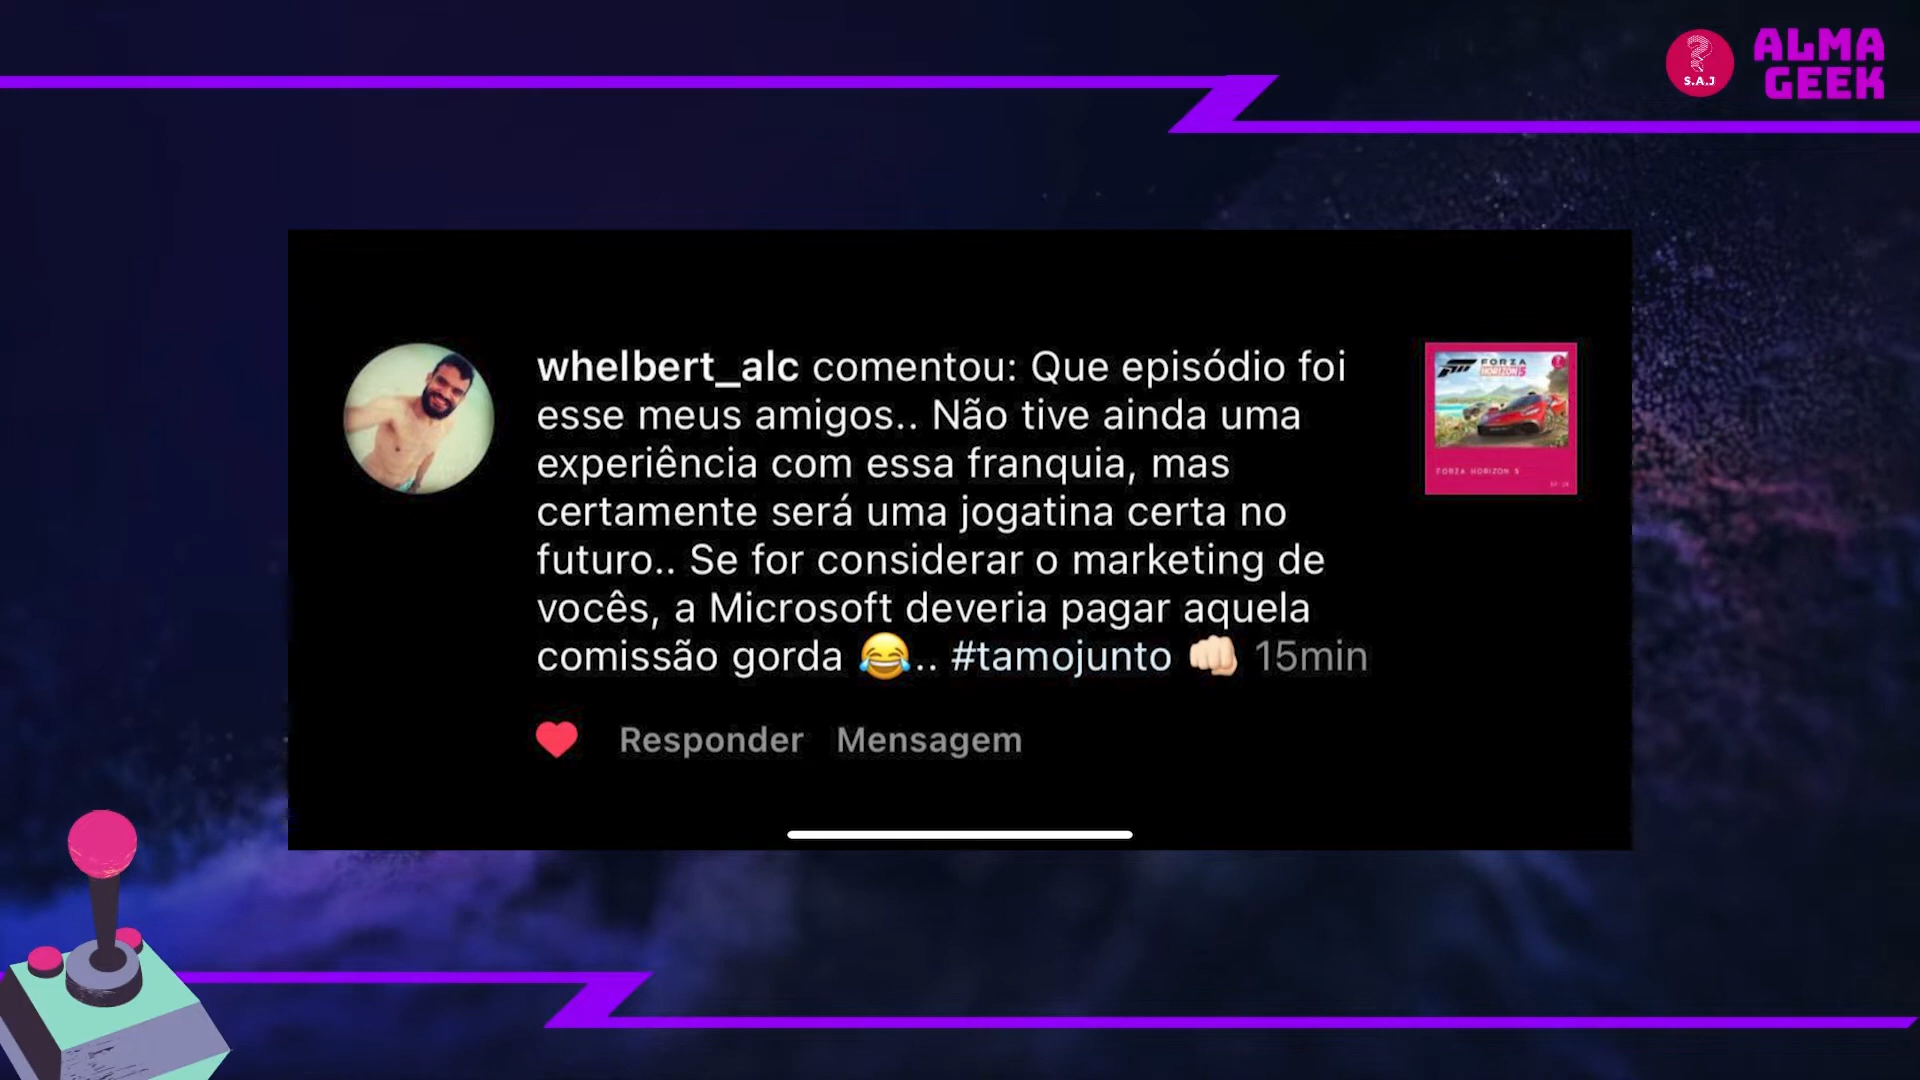 S.A.J
ALMA
GEEK
whelbert_alc comentou: Que episódio foi
esse meus amigos.. Não tive ainda uma
experiência com essa franquia, mas
certamente será uma jogatina certa no
futuro.. Se for considerar o marketing de
vocês, a Microsoft deveria pagar aquela
comissão gorda 😂.. #tamojunto 👊🏻 15min
FORZA
HORIZON 5
FORZA HORIZON 5
Responder Mensagem